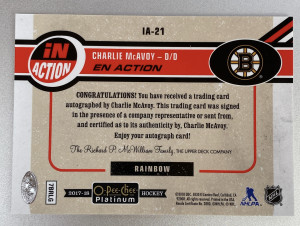 IA-21
iN
ACTION
CHARLIE McAVOY – D/D
EN ACTION
B
CONGRATULATIONS! You have received a trading card
autographed by Charlie McAvoy. This trading card was signed
in the presence of a company representative or sent from,
and certified as to its authenticity by, Charlie McAvoy.
Enjoy your autograph card!
The Richard P. McWilliam Family, THE UPPER DECK COMPANY
RAINBOW
78RLG
2017-18
O-Pee-Chee
Platinum
HOCKEY
NHLPA
NHL